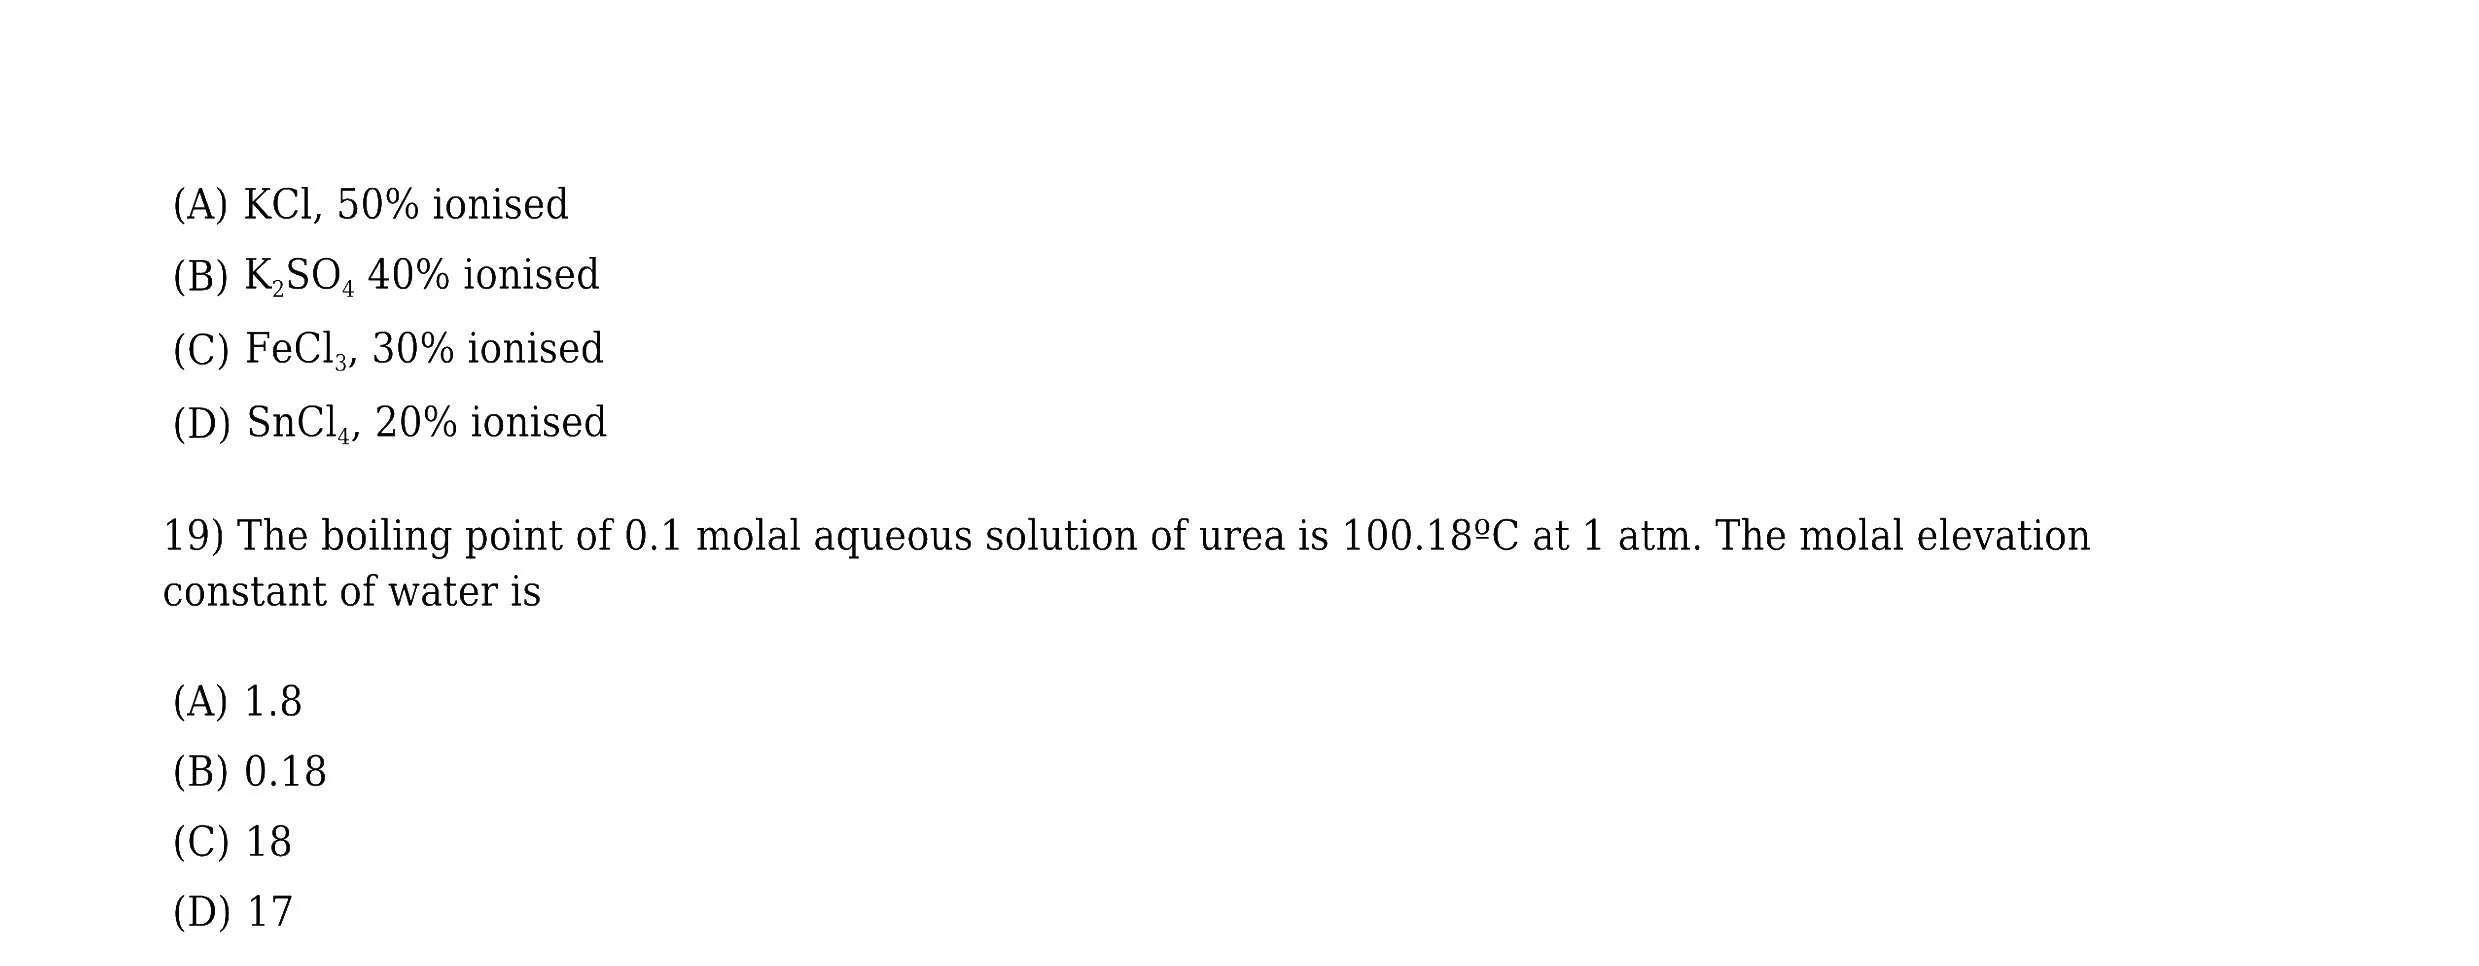 (A) KCl, 50% ionised
(B) K₂SO₄ 40% ionised
(C) FeCl₃, 30% ionised
(D) SnCl₄, 20% ionised
19) The boiling point of 0.1 molal aqueous solution of urea is 100.18ºC at 1 atm. The molal elevation
constant of water is
(A) 1.8
(B) 0.18
(C) 18
(D) 17